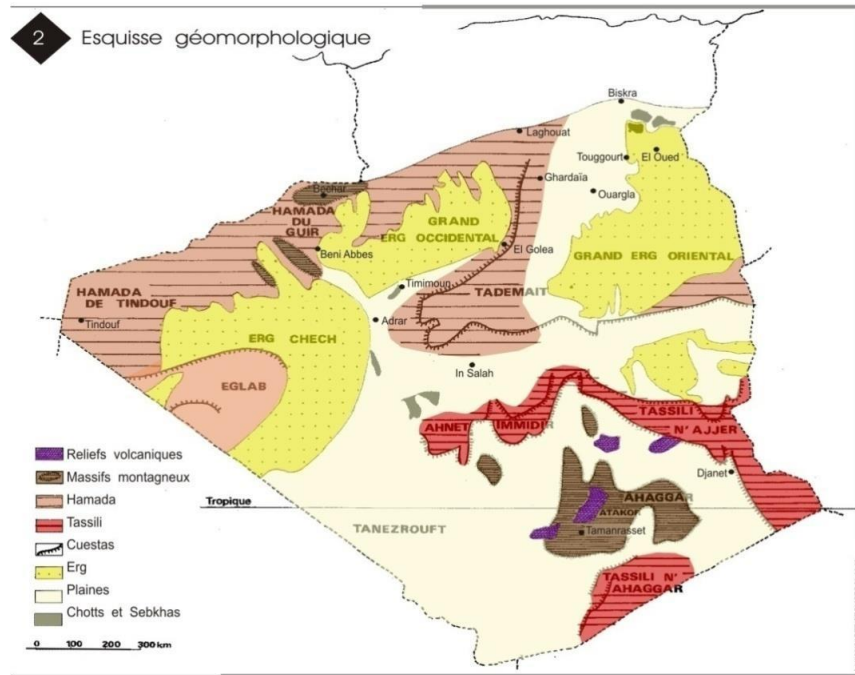 2 Esquisse géomorphologique
Biskra
Laghouat
Touggourt
El Oued
Ghardaïa
Bechar
Ouargla
HAMADA
DU
GUIR
GRAND
ERG OCCIDENTAL
Beni Abbes
El Golea
GRAND ERG ORIENTAL
Timimoun
TADEMAIT
HAMADA
DE TINDOUF
Tindouf
Adrar
ERG CHECH
In Salah
EGLAB
TASSILI
N'AJJER
AHNET
IMMIDIR
Djanet
AHAGGAR
ATAKOR
Tamanrasset
Tropique
TANEZROUFT
TASSILI N'
AHAGGAR
Reliefs volcaniques
Massifs montagneux
Hamada
Tassili
Cuestas
Erg
Plaines
Chotts et Sebkhas
0 100 200 300 km